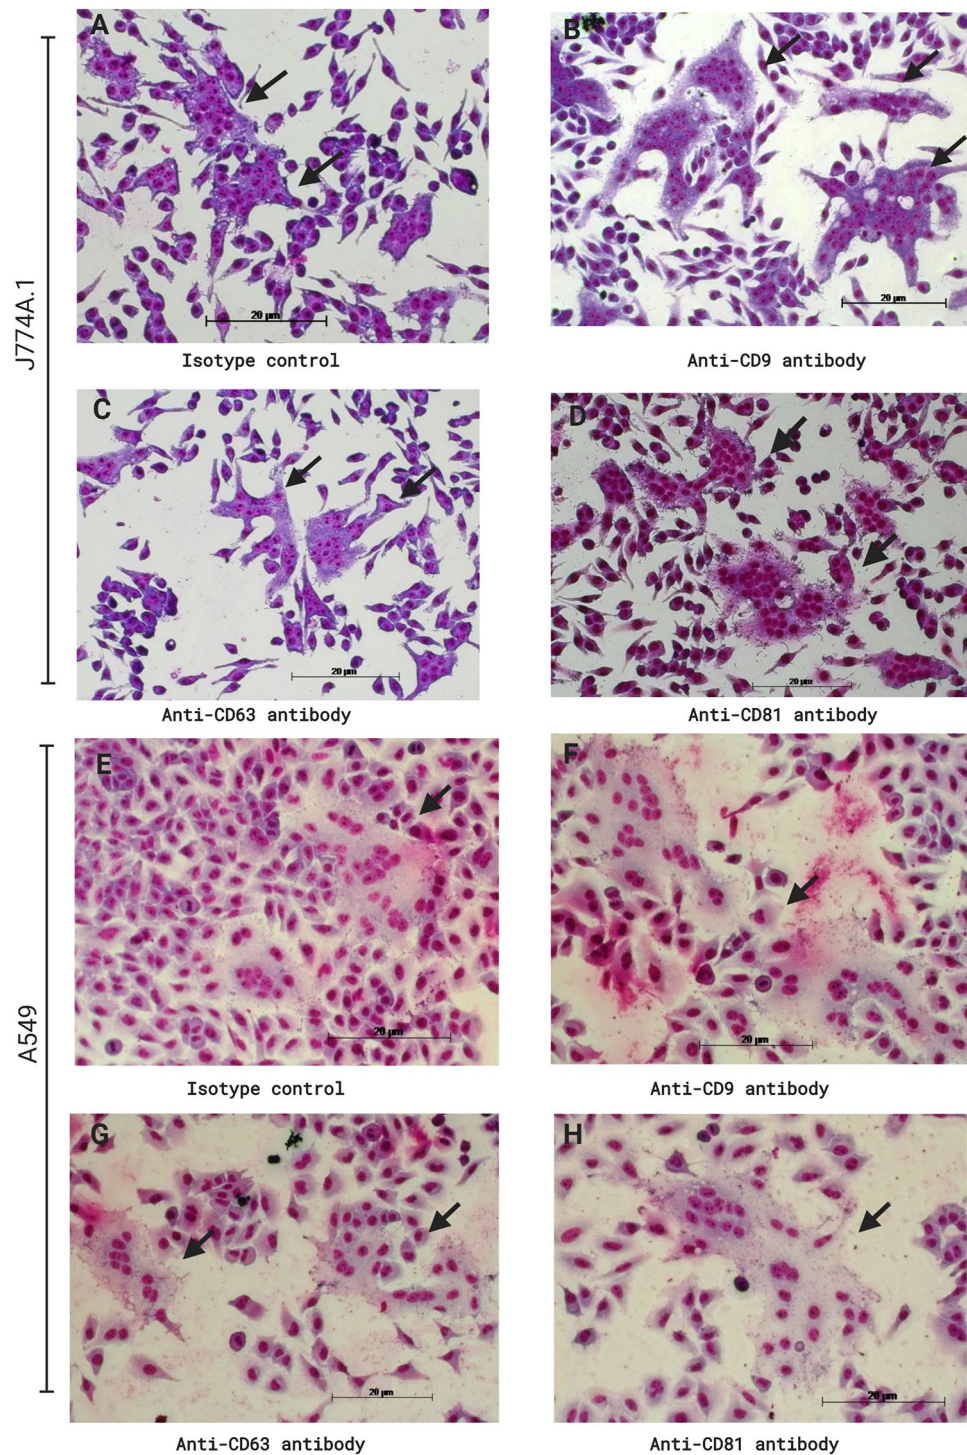 A
B
J774A.1
20 µm
20 µm
Isotype control
Anti-CD9 antibody
C
D
20 µm
20 µm
Anti-CD63 antibody
Anti-CD81 antibody
E
F
A549
20 µm
20 µm
Isotype control
Anti-CD9 antibody
G
H
20 µm
20 µm
Anti-CD63 antibody
Anti-CD81 antibody